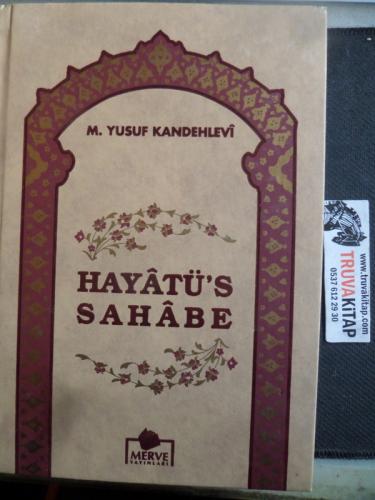 M. YUSUF KANDEHLEVÎ
HAYÂTÜ'S
SAHÂBE
MERVE
YAYINLARI
www.truvakitap.com
TRUVAKİTAP
0537 612 29 30